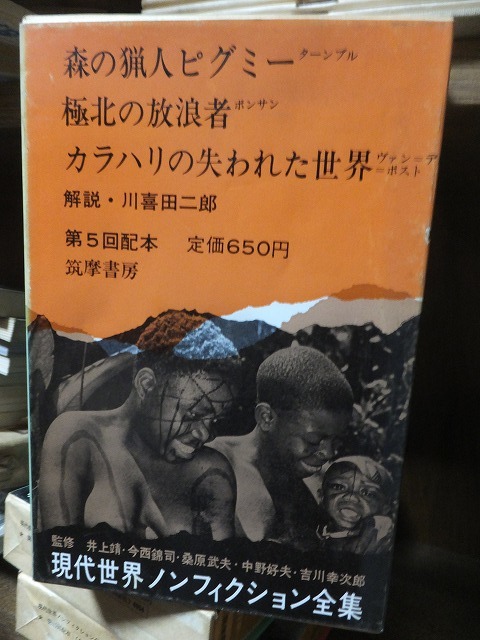 森の猟人ピグミー ターンブル
極北の放浪者 ポンサン
カラハリの失われた世界 ヴァン=デ=ポスト
解説・川喜田二郎
第5回配本 定価650円
筑摩書房
監修 井上靖・今西錦司・桑原武夫・中野好夫・吉川幸次郎
現代世界ノンフィクション全集